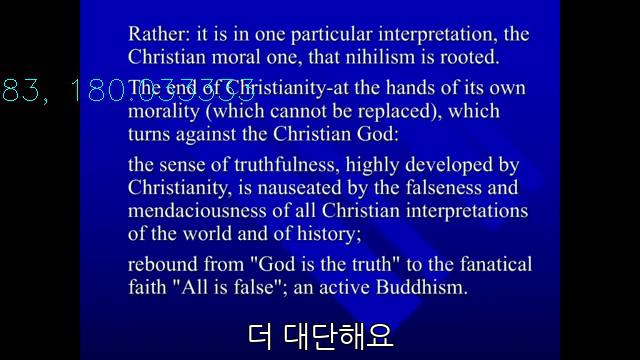 Rather: it is in one particular interpretation, the
Christian moral one, that nihilism is rooted.
83, 180.033333
The end of Christianity-at the hands of its own
morality (which cannot be replaced), which
turns against the Christian God:
the sense of truthfulness, highly developed by
Christianity, is nauseated by the falseness and
mendaciousness of all Christian interpretations
of the world and of history;
rebound from "God is the truth" to the fanatical
faith "All is false"; an active Buddhism.
더 대단해요